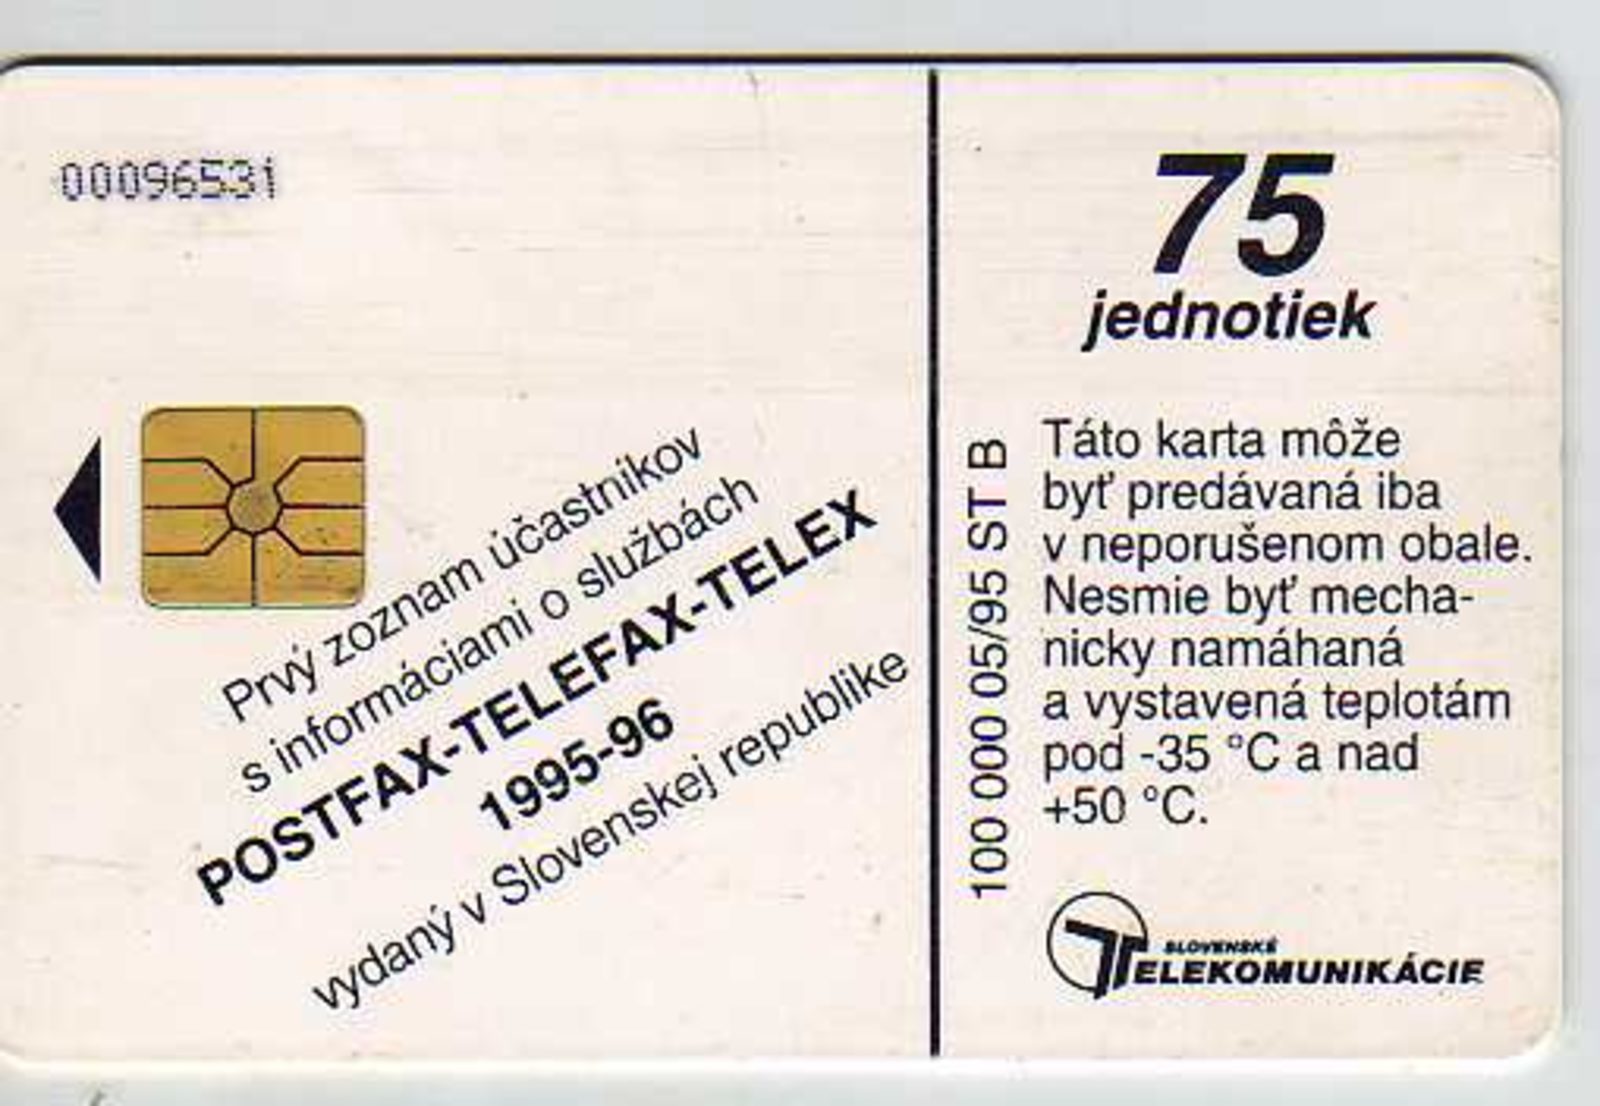 00096531
Prvý zoznam účastníkov
s informáciami o službách
POSTFAX-TELEFAX-TELEX
1995-96
vydaný v Slovenskej republike
100 000 05/95 ST B
75
jednotiek
Táto karta môže
byť predávaná iba
v neporušenom obale.
Nesmie byť mecha-
nicky namáhaná
a vystavená teplotám
pod -35 °C a nad
+50 °C.
SLOVENSKÉ
TELEKOMUNIKÁCIE